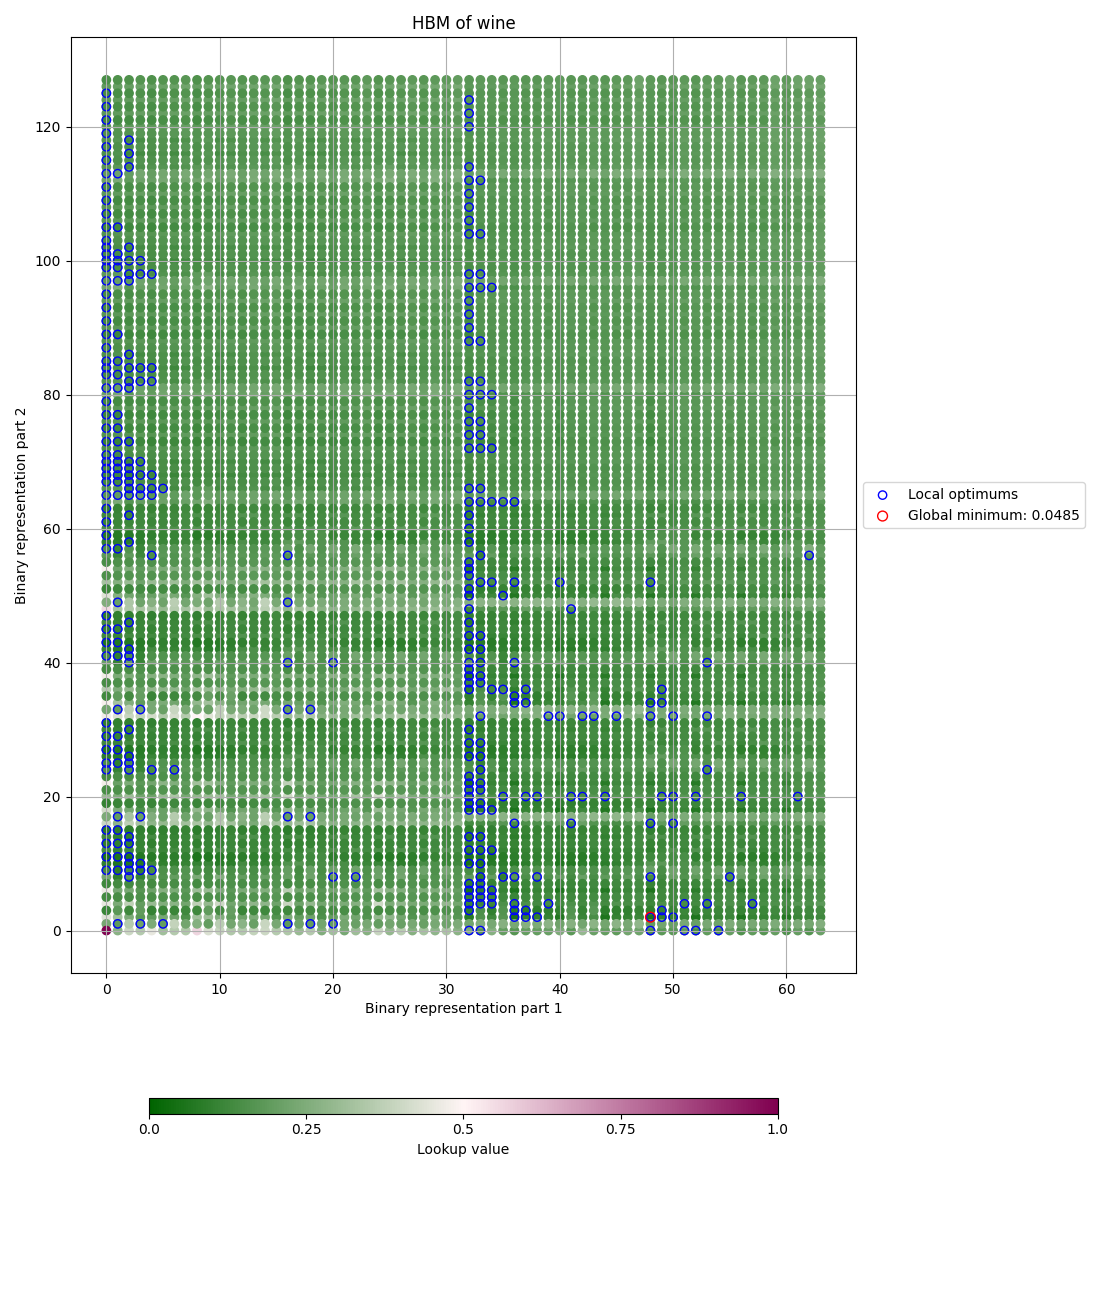 HBM of wine
120
100
80
60
40
20
0
Binary representation part 2
0 10 20 30 40 50 60
Binary representation part 1
Local optimums
Global minimum: 0.0485
0.0 0.25 0.5 0.75 1.0
Lookup value